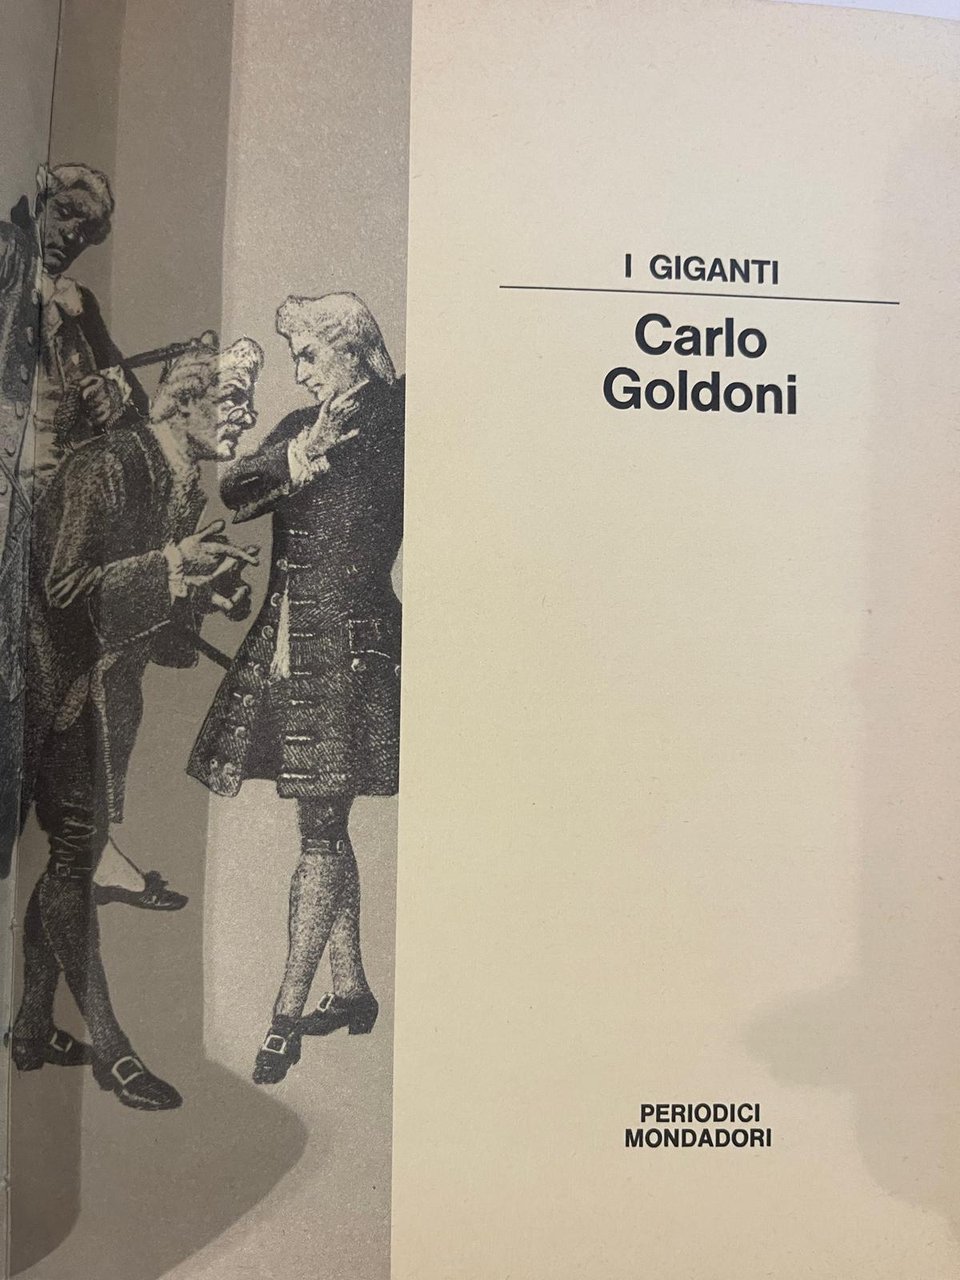 I GIGANTI
Carlo
Goldoni
PERIODICI
MONDADORI